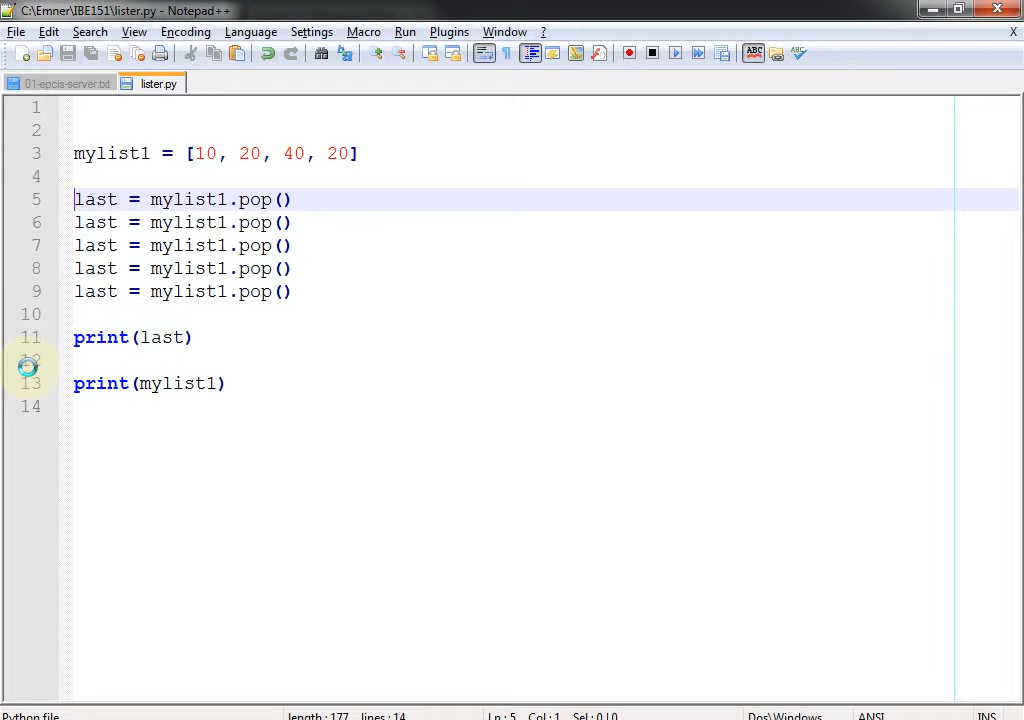 C:\Emner\IBE151\lister.py - Notepad++
File Edit Search View Encoding Language Settings Macro Run Plugins Window ? X
01-epcis-server.txt lister.py
1
2
3 mylist1 = [10, 20, 40, 20]
4
5 last = mylist1.pop()
6 last = mylist1.pop()
7 last = mylist1.pop()
8 last = mylist1.pop()
9 last = mylist1.pop()
10
11 print(last)
12
13 print(mylist1)
14
Python file length : 177 lines : 14 Ln : 5 Col : 1 Sel : 0 | 0 Dos\Windows ANSI INS